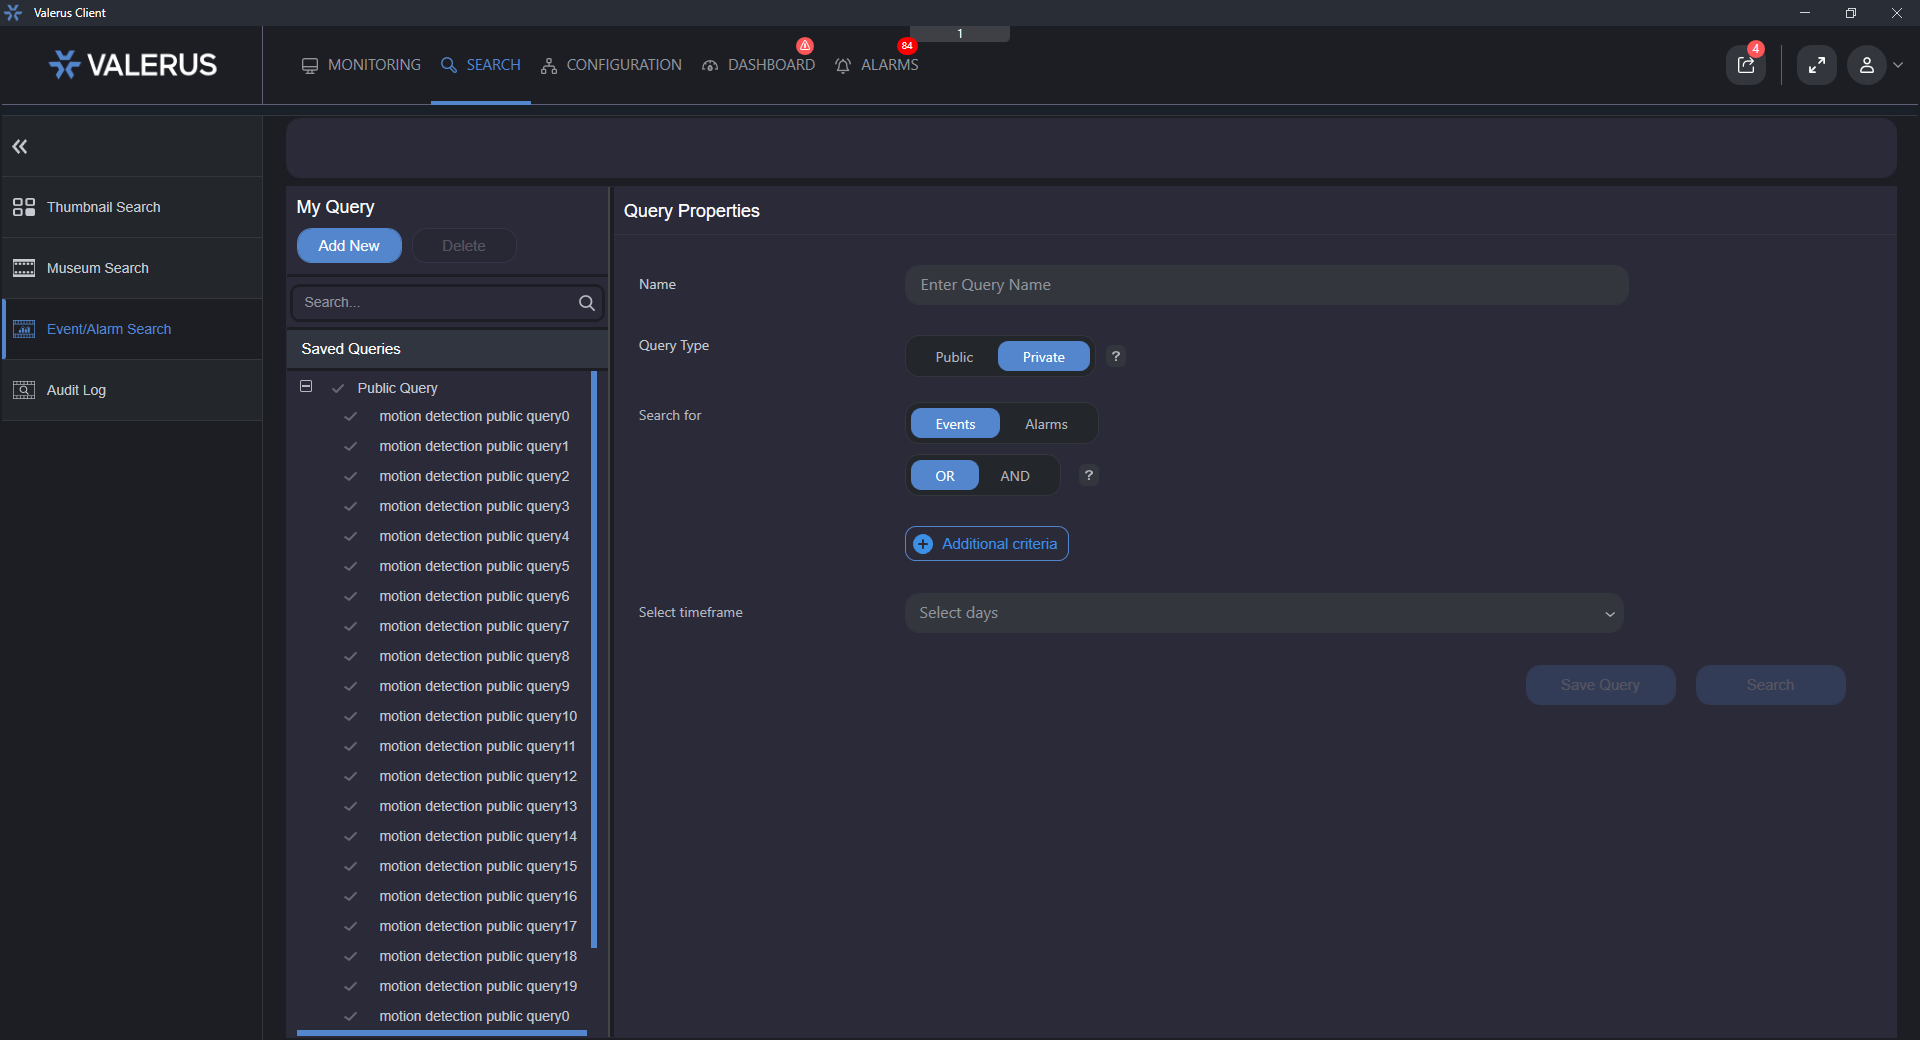 Valerus Client
1
VALERUS
MONITORING
SEARCH
CONFIGURATION
DASHBOARD
84
ALARMS
4
Thumbnail Search
Museum Search
Event/Alarm Search
Audit Log
My Query
Add New
Delete
Search...
Saved Queries
Public Query
motion detection public query0
motion detection public query1
motion detection public query2
motion detection public query3
motion detection public query4
motion detection public query5
motion detection public query6
motion detection public query7
motion detection public query8
motion detection public query9
motion detection public query10
motion detection public query11
motion detection public query12
motion detection public query13
motion detection public query14
motion detection public query15
motion detection public query16
motion detection public query17
motion detection public query18
motion detection public query19
motion detection public query0
Query Properties
Name
Enter Query Name
Query Type
Public
Private
?
Search for
Events
Alarms
OR
AND
?
Additional criteria
Select timeframe
Select days
Save Query
Search